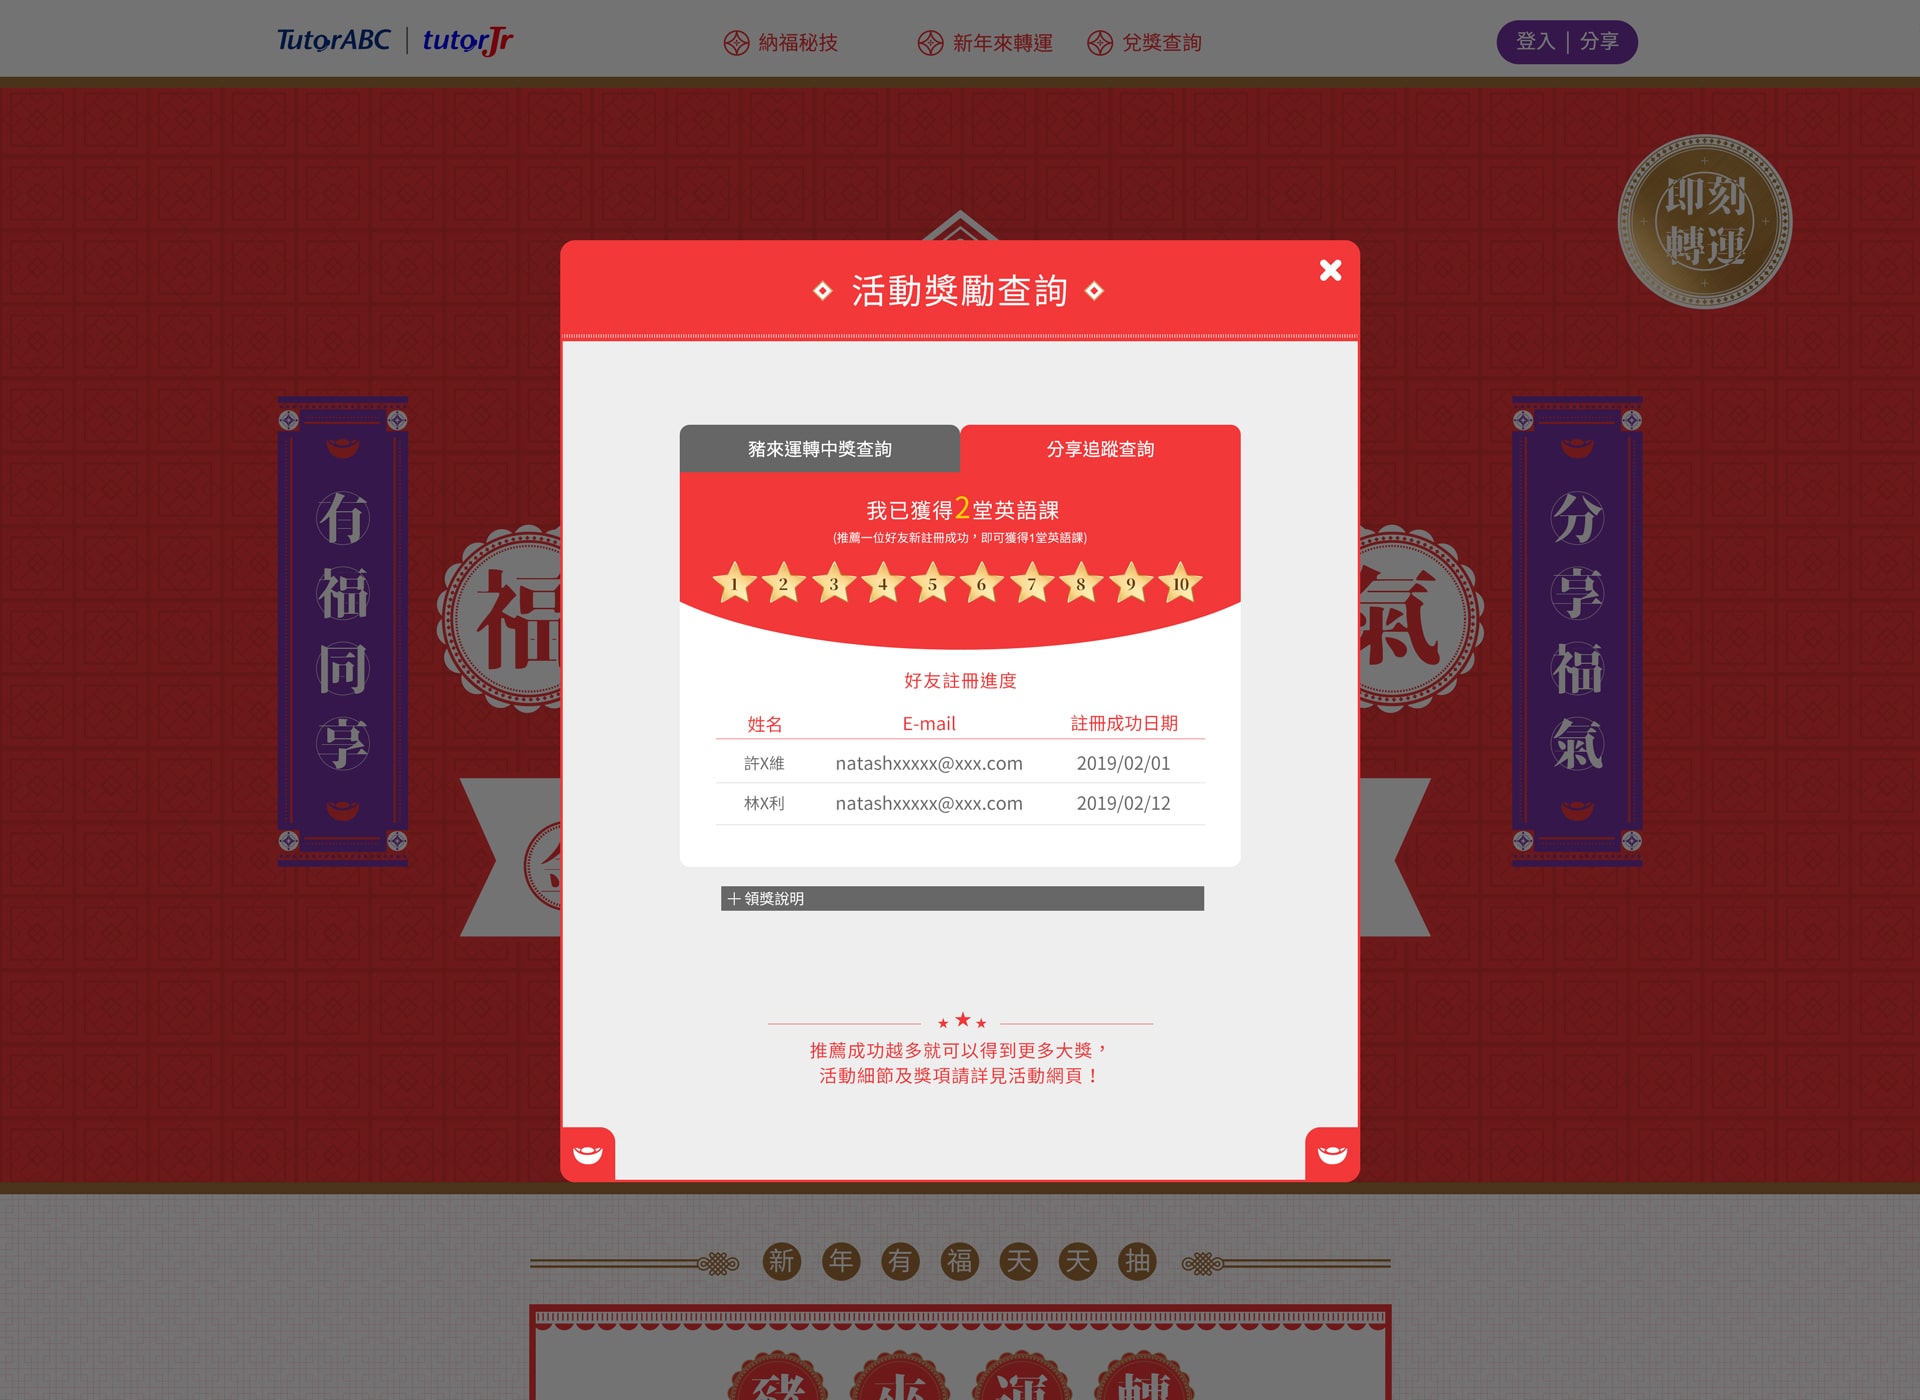 TutorABC | tutorJr
納福秘技
新年來轉運
兌獎查詢
登入 | 分享
即刻
轉運
活動獎勵查詢
有福同享
福
氣
分享福氣
豬來運轉中獎查詢
分享追蹤查詢
我已獲得2堂英語課
(推薦一位好友新註冊成功，即可獲得1堂英語課)
1 2 3 4 5 6 7 8 9 10
好友註冊進度
姓名 E-mail 註冊成功日期
許X維 natashxxxxx@xxx.com 2019/02/01
林X利 natashxxxxx@xxx.com 2019/02/12
＋領獎說明
推薦成功越多就可以得到更多大獎，
活動細節及獎項請詳見活動網頁！
新年有福天天抽
豬來運轉